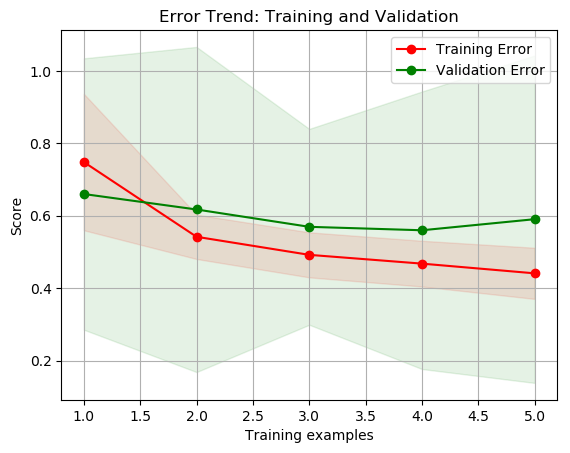 Error Trend: Training and Validation
Training Error
Validation Error
Score
1.0
0.8
0.6
0.4
0.2
1.0 1.5 2.0 2.5 3.0 3.5 4.0 4.5 5.0
Training examples